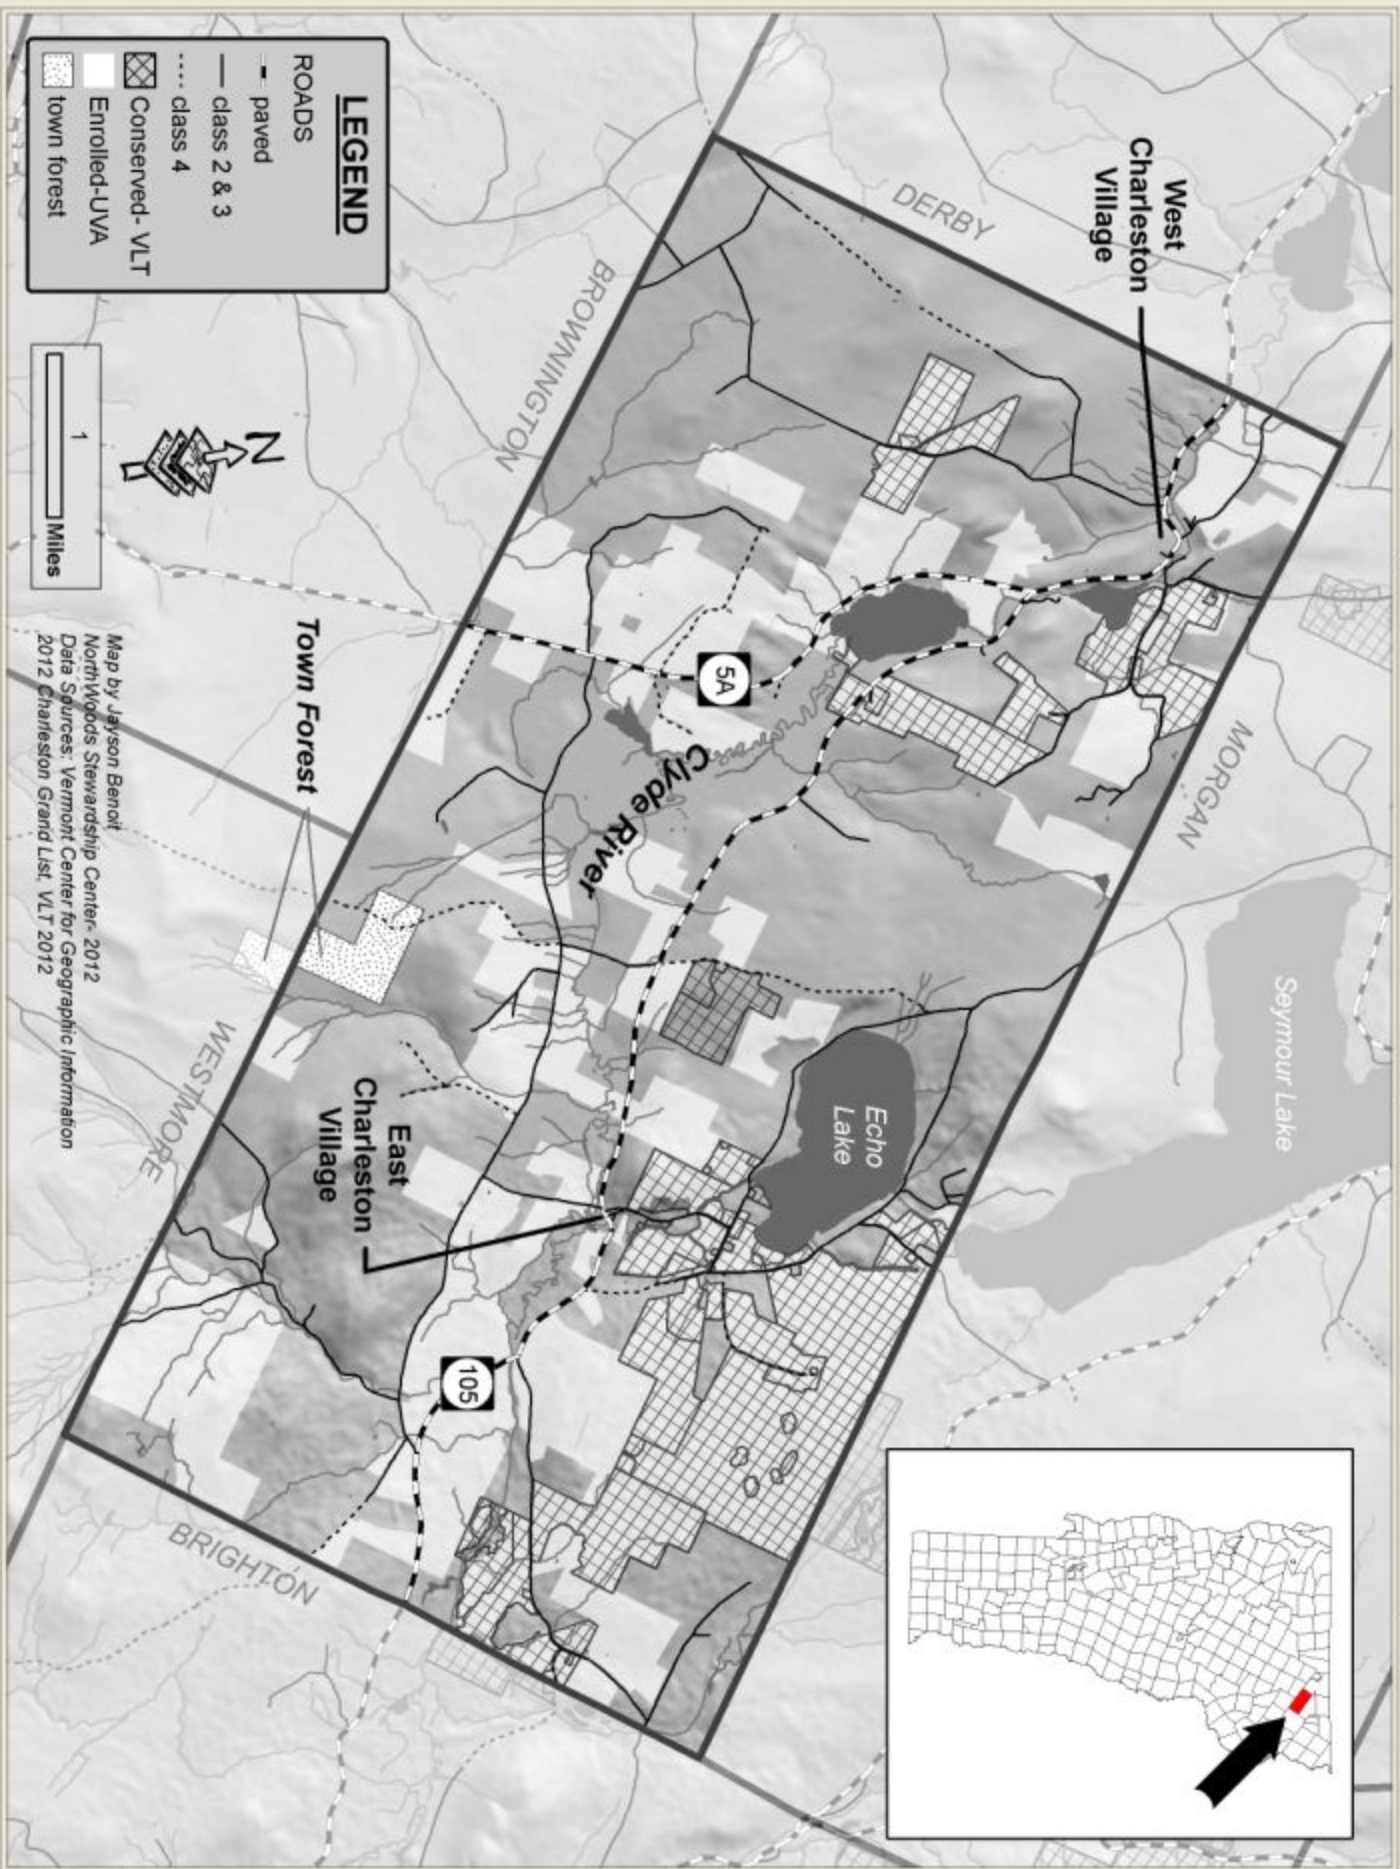 West
Charleston
Village
DERBY
MORGAN
Seymour Lake
BROWNINGTON
5A
Clyde River
Echo
Lake
Town Forest
WESTMORE
East
Charleston
Village
105
BRIGHTON
LEGEND
ROADS
paved
class 2 & 3
class 4
Conserved- VLT
Enrolled-UVA
town forest
N
1
Miles
Map by Jayson Benoit
NorthWoods Stewardship Center- 2012
Data Sources: Vermont Center for Geographic Information
2012 Charleston Grand List, VLT 2012